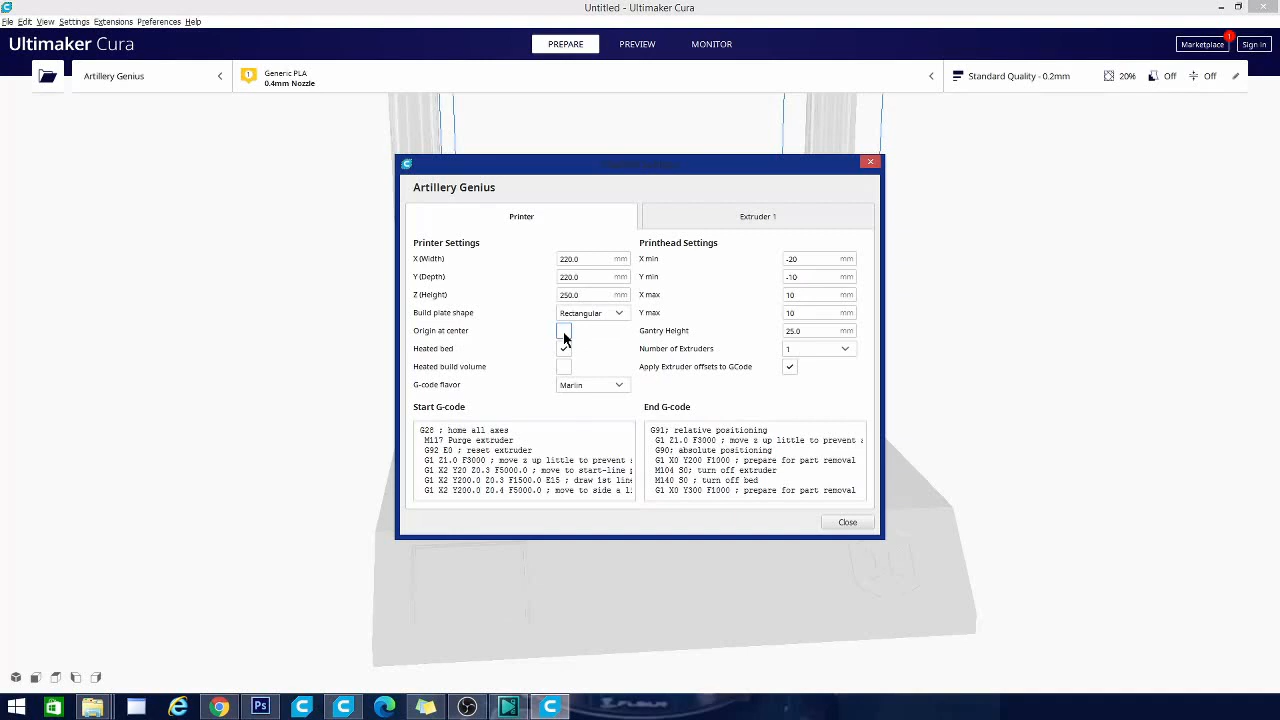 Untitled - Ultimaker Cura
File Edit View Settings Extensions Preferences Help
Ultimaker Cura
PREPARE
PREVIEW
MONITOR
Marketplace
1
Sign in
Artillery Genius
1
Generic PLA
0.4mm Nozzle
Standard Quality - 0.2mm
20%
Off
Off
Artillery Genius
Printer
Extruder 1
Printer Settings
X (Width) 220.0 mm
Y (Depth) 220.0 mm
Z (Height) 250.0 mm
Build plate shape Rectangular
Origin at center
Heated bed
Heated build volume
G-code flavor Marlin
Printhead Settings
X min -20 mm
Y min -10 mm
X max 10 mm
Y max 10 mm
Gantry Height 25.0 mm
Number of Extruders 1
Apply Extruder offsets to GCode
Start G-code
G28 ; home all axes
M117 Purge extruder
G92 E0 ; reset extruder
G1 Z1.0 F3000 ; move z up little to prevent
G1 X2 Y20 Z0.3 F5000.0 ; move to start-line
G1 X2 Y200.0 Z0.3 F1500.0 E15 ; draw 1st line
G1 X2 Y200.0 Z0.4 F5000.0 ; move to side a li
End G-code
G91; relative positioning
G1 Z1.0 F3000 ; move z up little to prevent
G90; absolute positioning
G1 X0 Y200 F1000 ; prepare for part removal
M104 S0; turn off extruder
M140 S0 ; turn off bed
G1 X0 Y300 F1000 ; prepare for part removal
Close